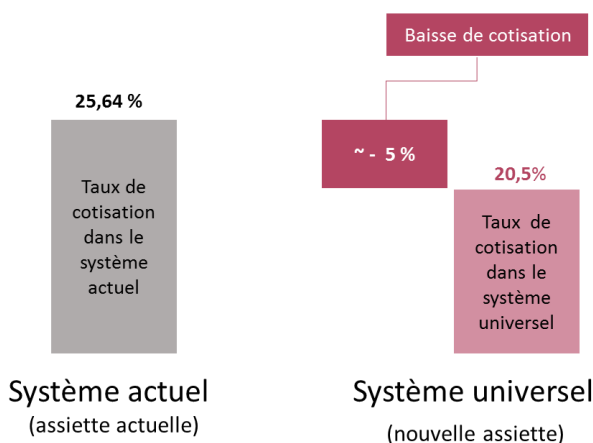 Baisse de cotisation
25,64 %
~ - 5 %
20,5%
Taux de
cotisation
dans le
système
actuel
Taux de
cotisation
dans le
système
universel
Système actuel
(assiette actuelle)
Système universel
(nouvelle assiette)